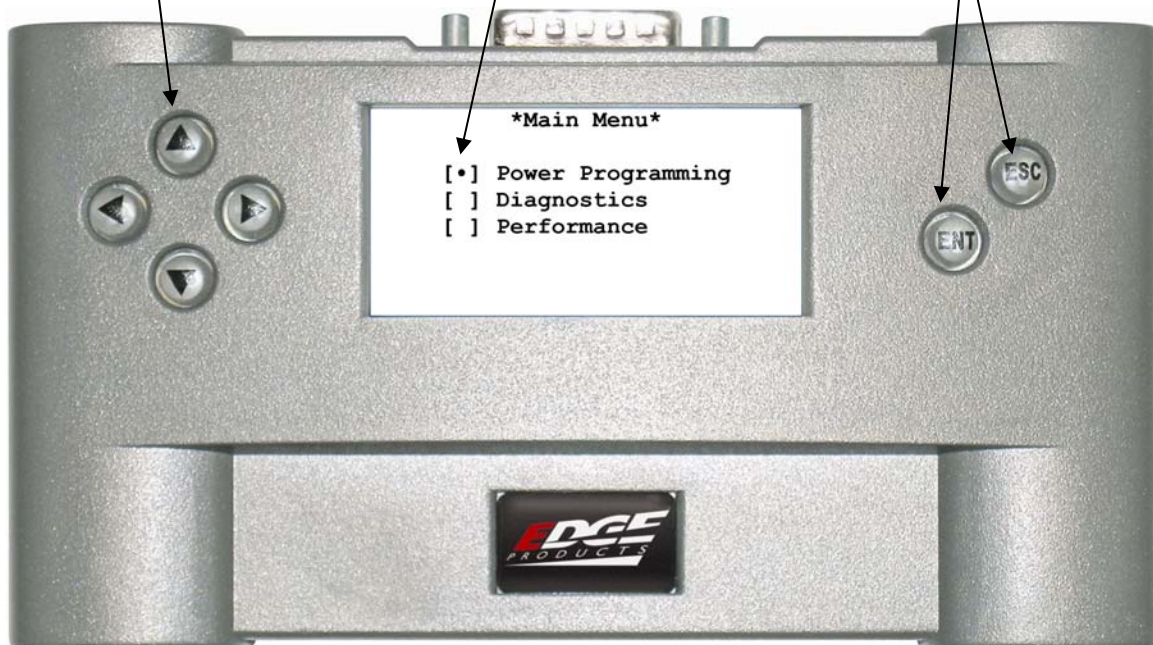 *Main Menu*
[•] Power Programming
[ ] Diagnostics
[ ] Performance
ESC
ENT
EDGE
PRODUCTS